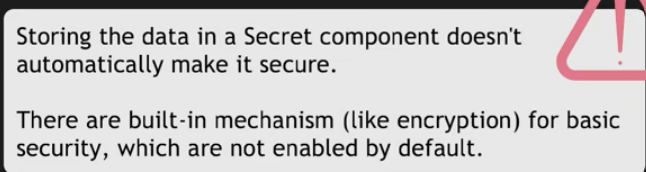 Storing the data in a Secret component doesn't
automatically make it secure.
There are built-in mechanism (like encryption) for basic
security, which are not enabled by default.